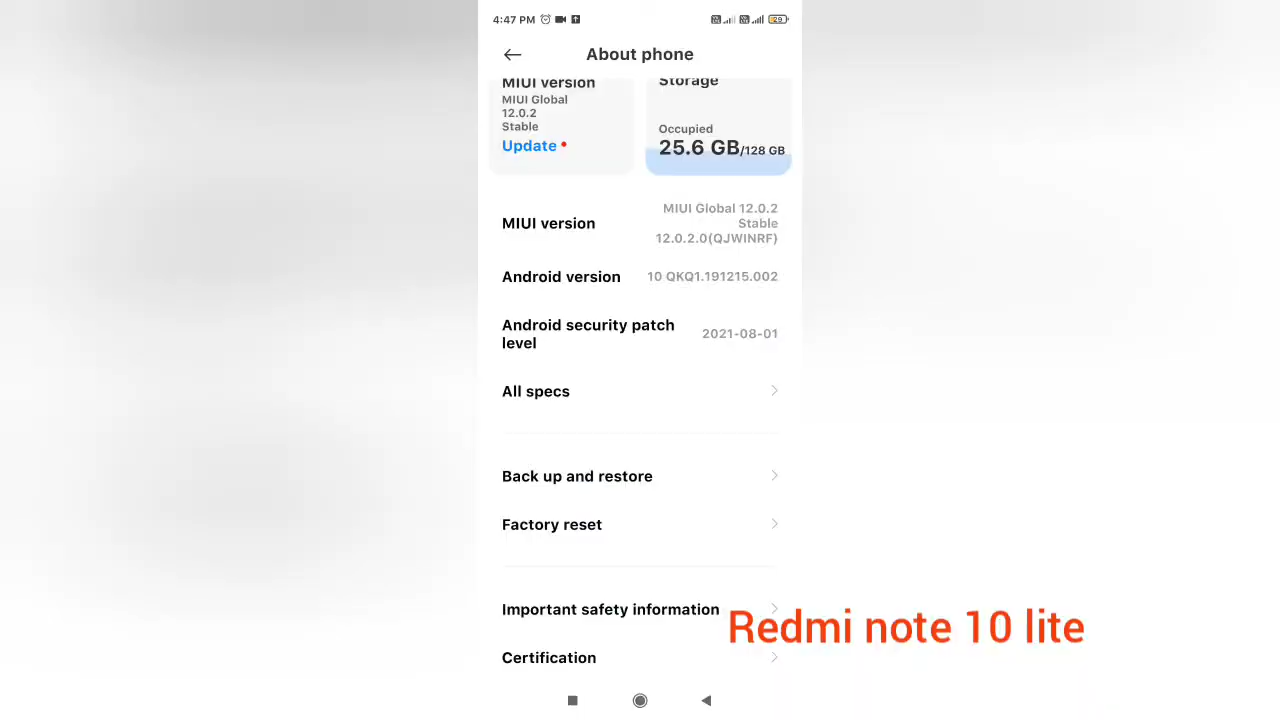 4:47 PM
29
About phone
MIUI version
MIUI Global
12.0.2
Stable
Update
Storage
Occupied
25.6 GB/128 GB
MIUI version
MIUI Global 12.0.2
Stable
12.0.2.0(QJWINRF)
Android version
10 QKQ1.191215.002
Android security patch
level
2021-08-01
All specs
Back up and restore
Factory reset
Important safety information
Redmi note 10 lite
Certification